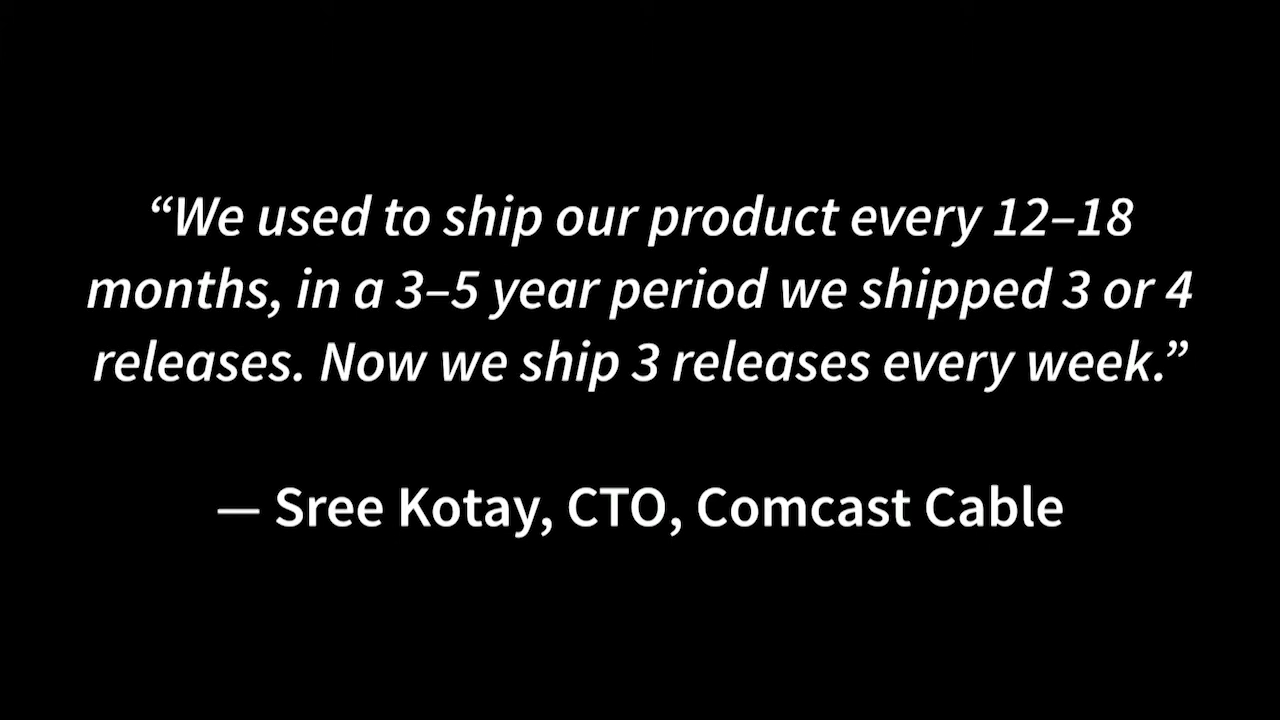 “We used to ship our product every 12–18
months, in a 3–5 year period we shipped 3 or 4
releases. Now we ship 3 releases every week.”
— Sree Kotay, CTO, Comcast Cable